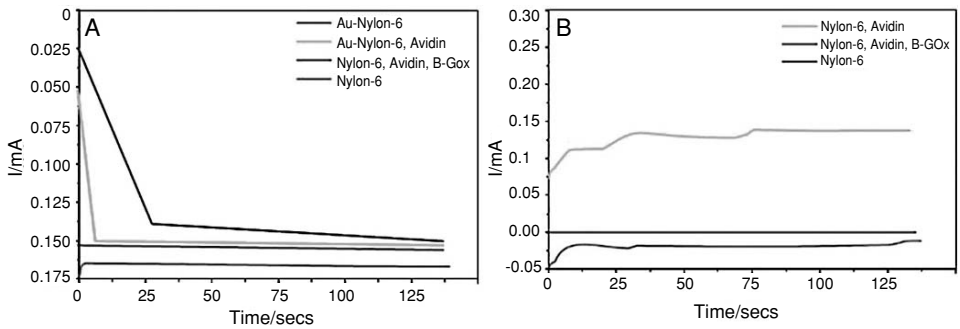 A
Au-Nylon-6
Au-Nylon-6, Avidin
Nylon-6, Avidin, B-Gox
Nylon-6
0
0.025
0.050
0.075
0.100
0.125
0.150
0.175
I/mA
0 25 50 75 100 125
Time/secs
B
Nylon-6, Avidin
Nylon-6, Avidin, B-GOx
Nylon-6
0.30
0.25
0.20
0.15
0.1
0.05
0.00
-0.05
I/mA
0 25 50 75 100 125
Time/secs